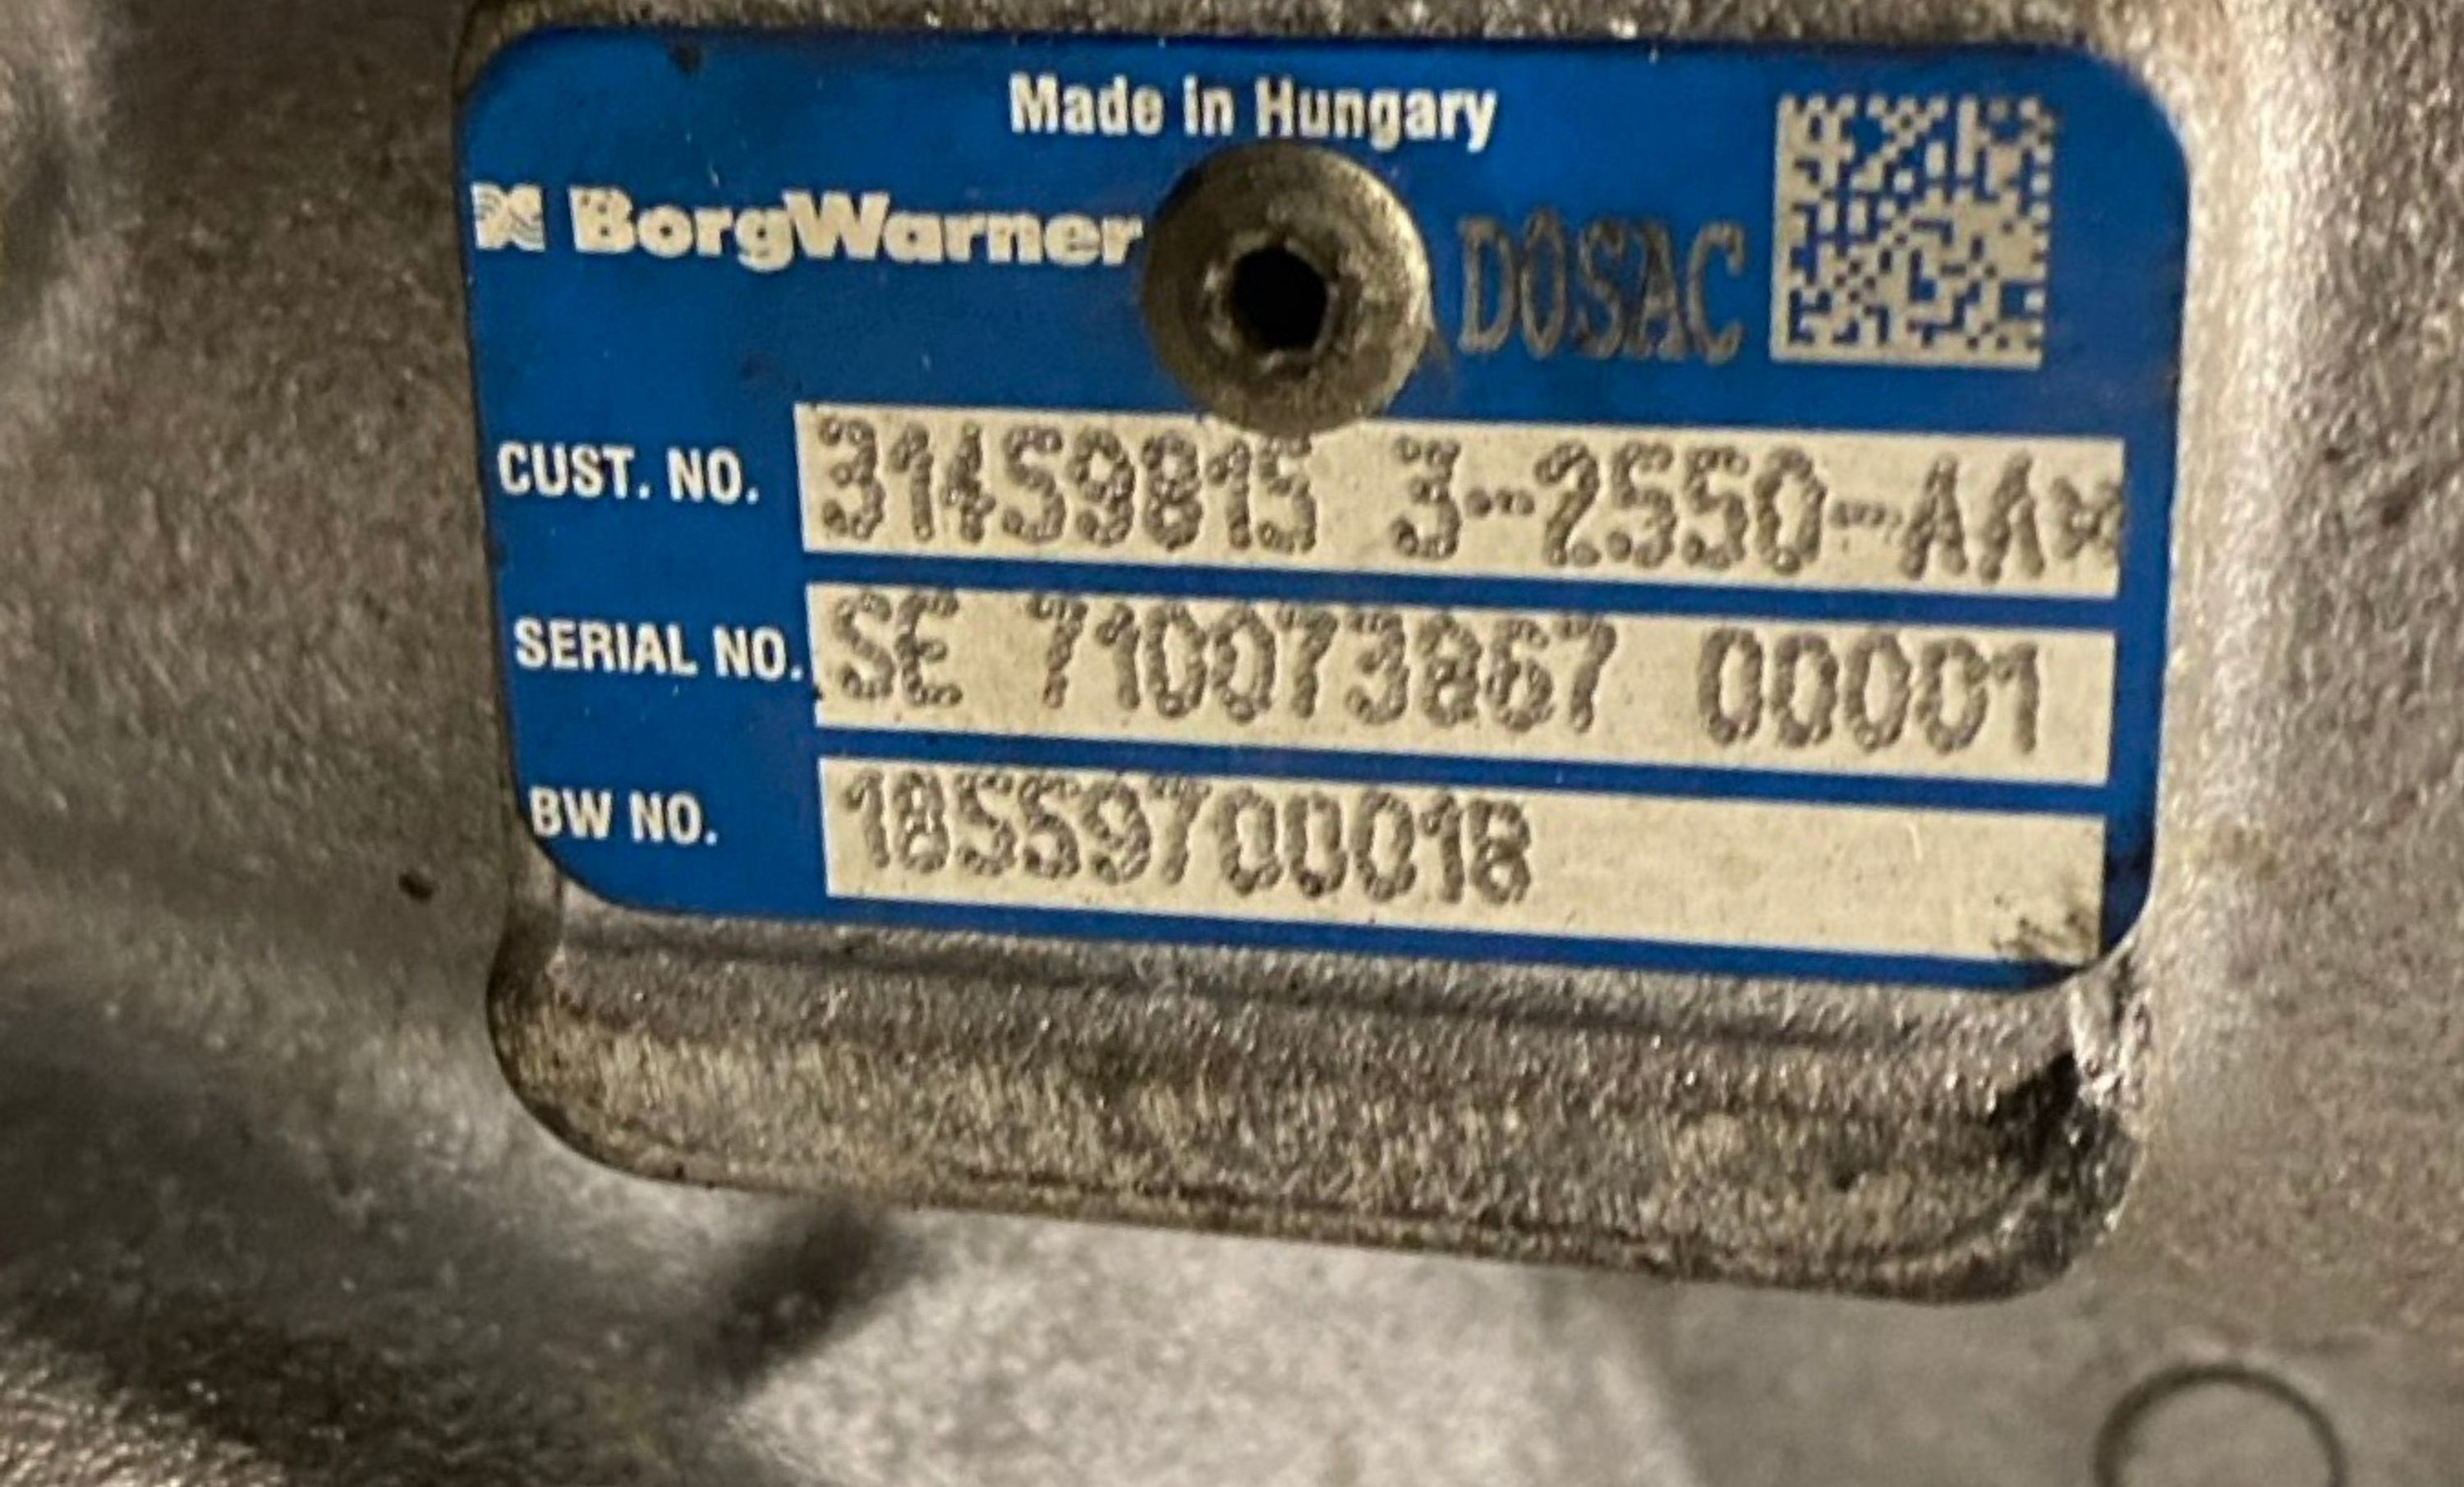 Made in Hungary
BorgWarner
DOSAC
CUST. NO. 31459815 3--2550-AA*
SERIAL NO. SE 710073867 00001
BW NO. 18559700018